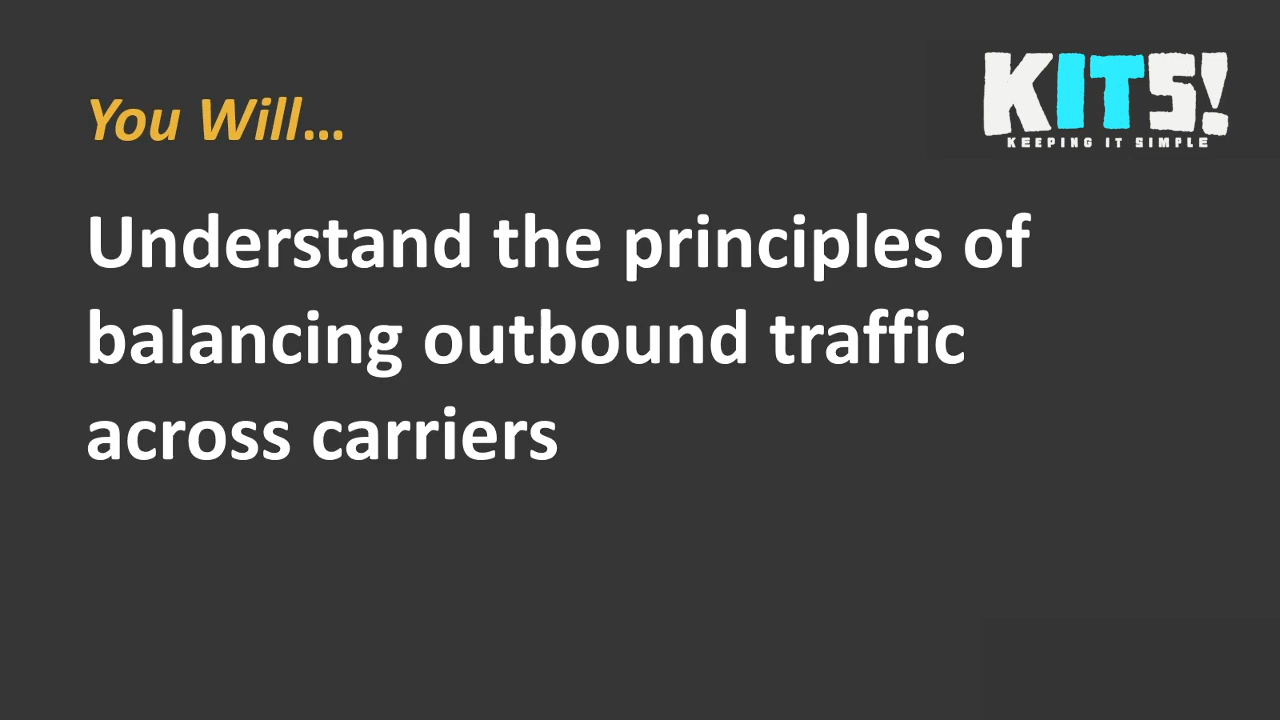 You Will...
KITS!
KEEPING IT SIMPLE
Understand the principles of
balancing outbound traffic
across carriers